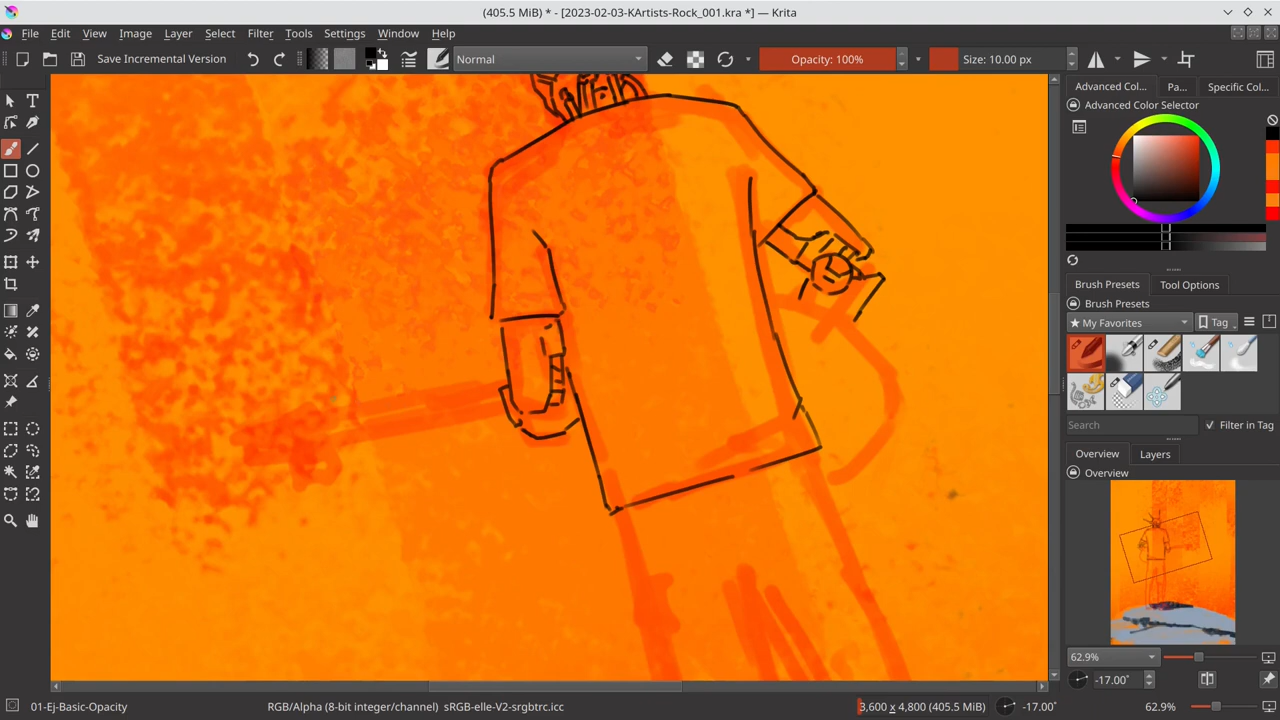 (405.5 MiB) * - [2023-02-03-KArtists-Rock_001.kra *] — Krita
File Edit View Image Layer Select Filter Tools Settings Window Help
Save Incremental Version Normal Opacity: 100% Size: 10.00 px
Advanced Col... Pa... Specific Col...
Advanced Color Selector
Brush Presets Tool Options
Brush Presets
★ My Favorites Tag
Search Filter in Tag
Overview Layers
Overview
62.9%
-17.00°
01-Ej-Basic-Opacity RGB/Alpha (8-bit integer/channel) sRGB-elle-V2-srgbtrc.icc 3,600 x 4,800 (405.5 MiB) -17.00° 62.9%